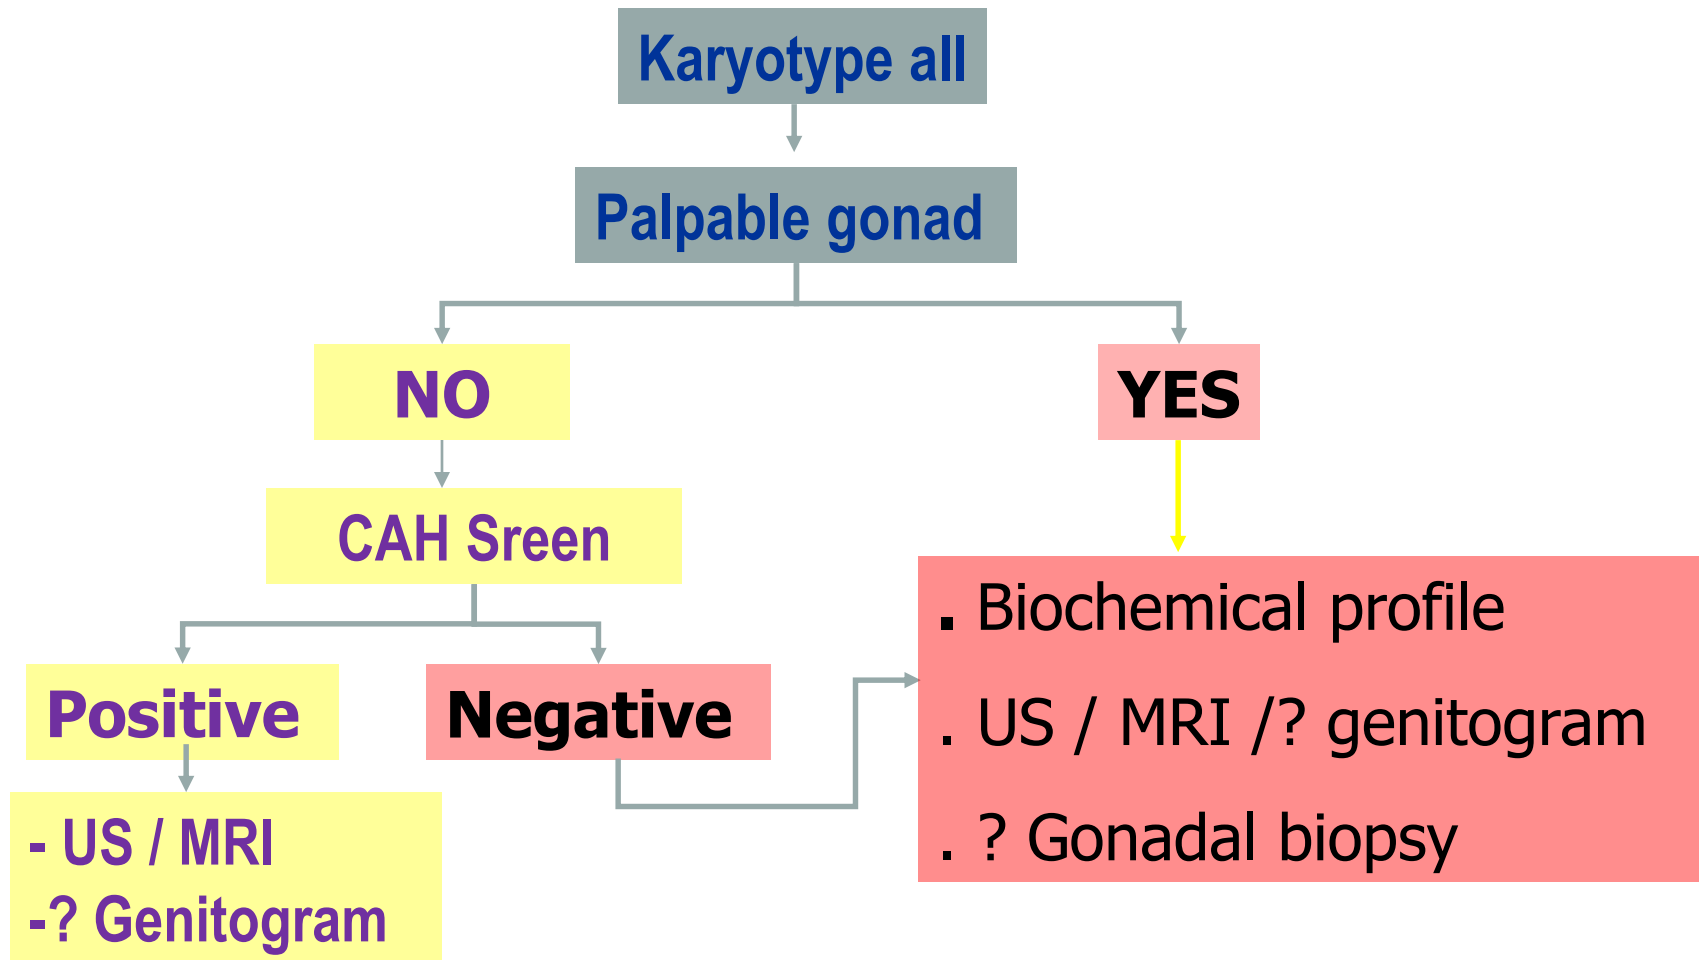 Karyotype all
Palpable gonad
NO
YES
CAH Sreen
Positive
Negative
. Biochemical profile
. US / MRI /? genitogram
. ? Gonadal biopsy
- US / MRI
-? Genitogram